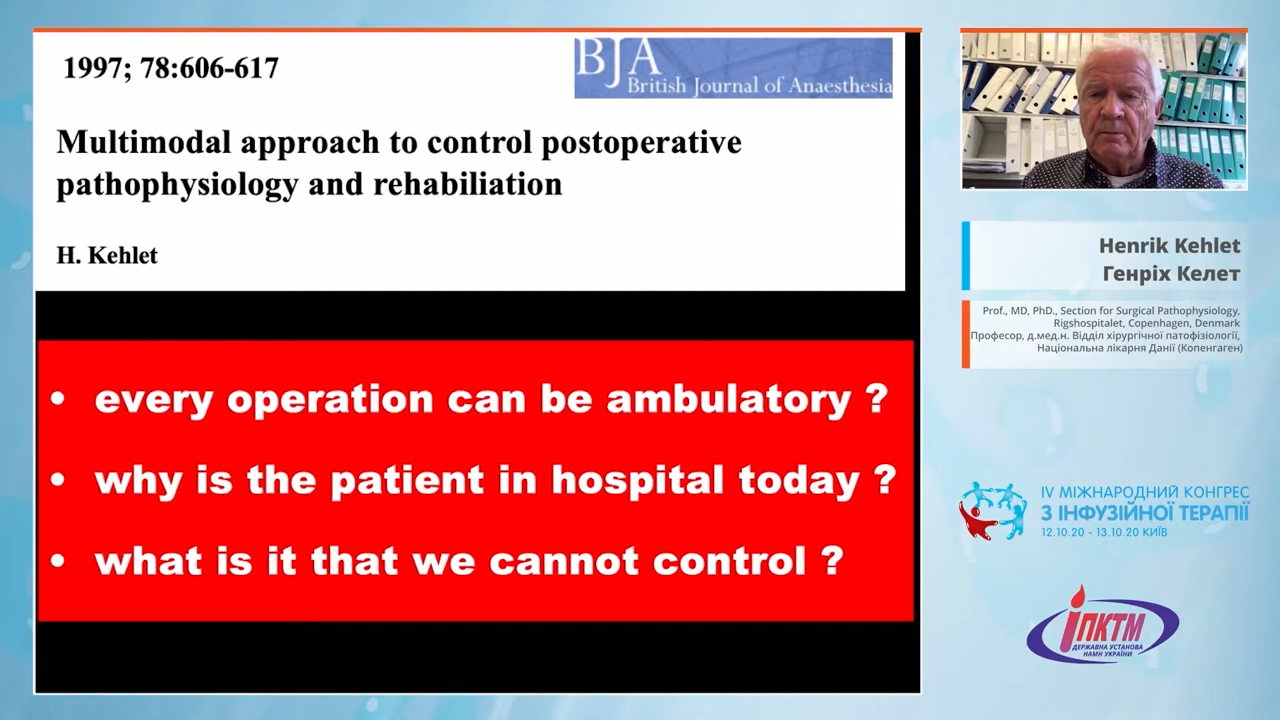 1997; 78:606-617
BJA
British Journal of Anaesthesia
Multimodal approach to control postoperative
pathophysiology and rehabiliation
H. Kehlet
• every operation can be ambulatory ?
• why is the patient in hospital today ?
• what is it that we cannot control ?
Henrik Kehlet
Генріх Келет
Prof., MD, PhD., Section for Surgical Pathophysiology,
Rigshospitalet, Copenhagen, Denmark
Професор, д.мед.н. Відділ хірургічної патофізіології,
Національна лікарня Данії (Копенгаген)
IV МІЖНАРОДНИЙ КОНГРЕС
З ІНФУЗІЙНОЇ ТЕРАПІЇ
12.10.20 - 13.10.20 КИЇВ
ІПКТМ
ДЕРЖАВНА УСТАНОВА
НАМН УКРАЇНИ